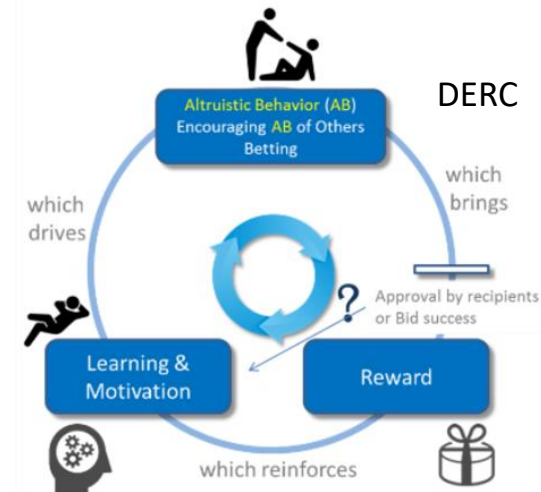 DERC
Altruistic Behavior (AB)
Encouraging AB of Others
Betting
which
brings
which
drives
?
Approval by recipients
or Bid success
Learning &
Motivation
Reward
which reinforces